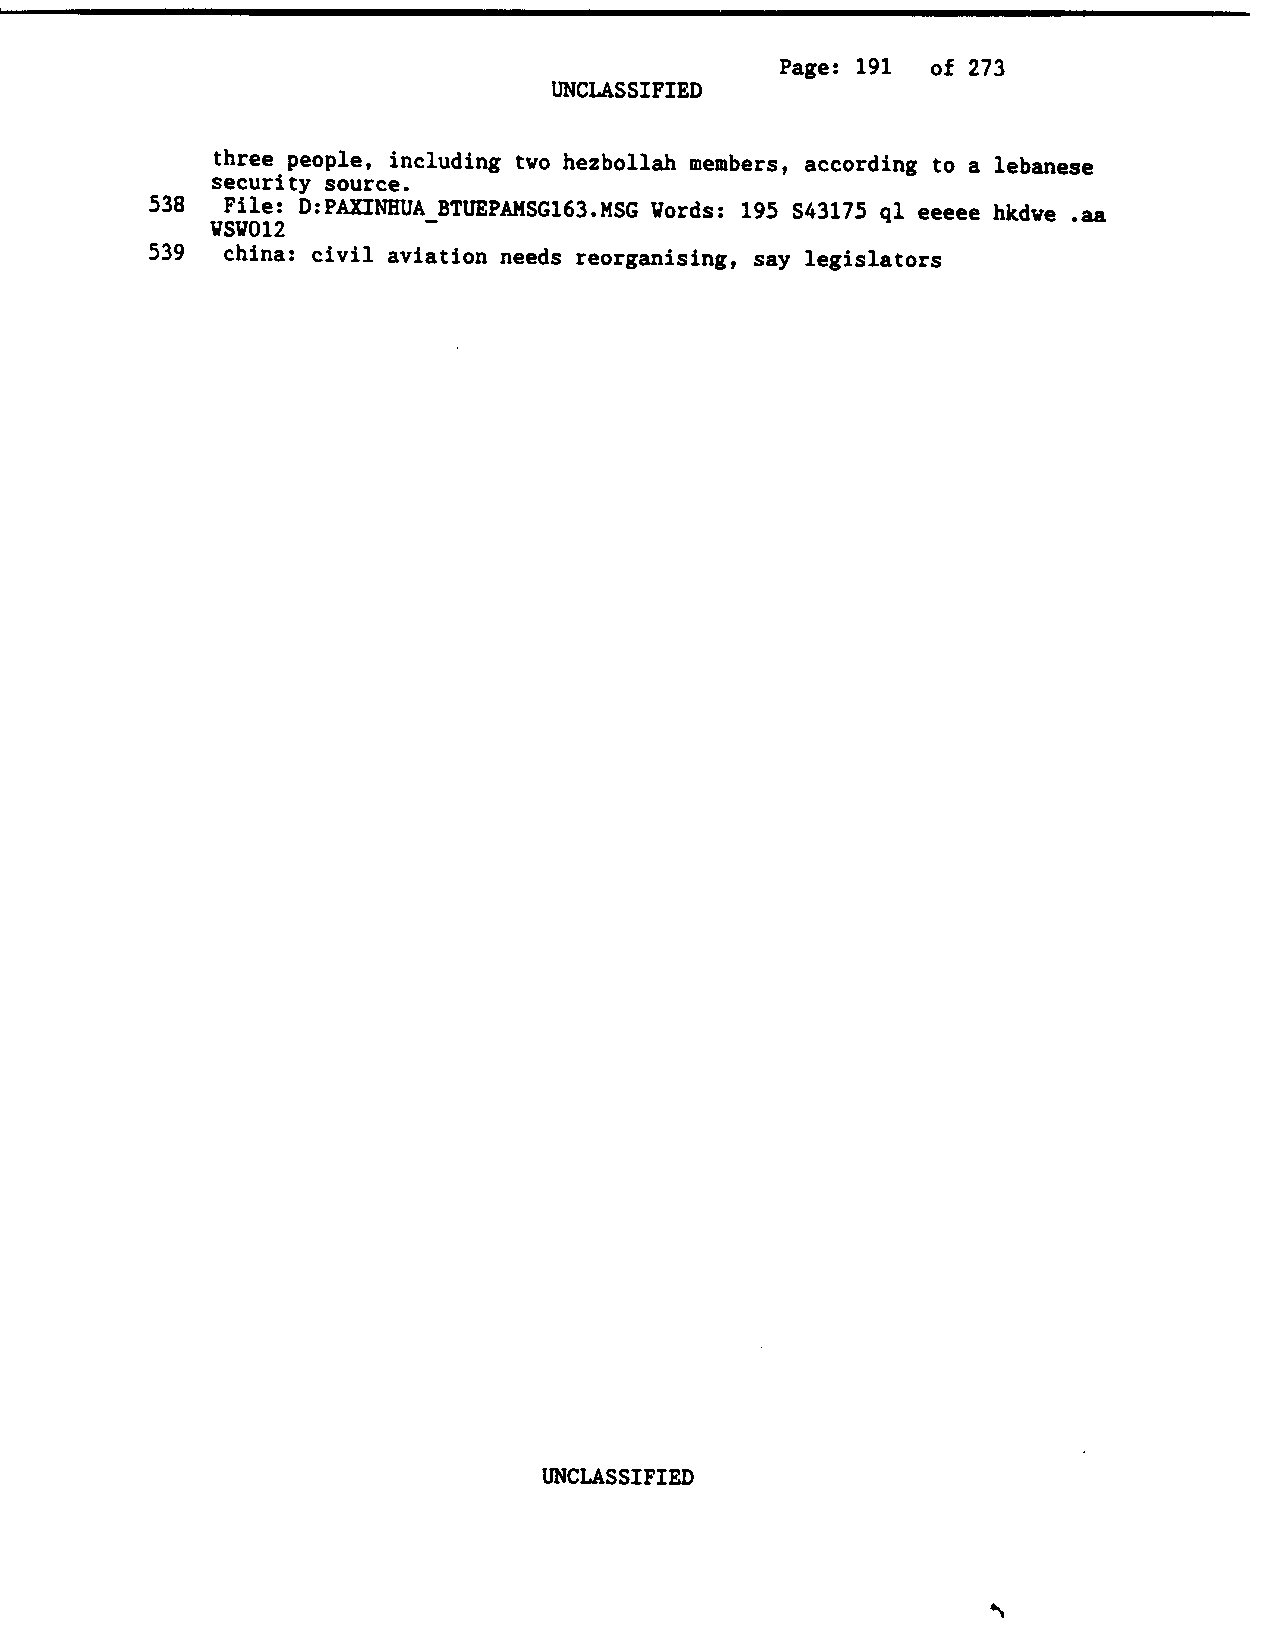 Page: 191 of 273
UNCLASSIFIED
three people, including two hezbollah members, according to a lebanese
security source.
538 File: D:PAXINHUA_BTUEPAMSG163.MSG Words: 195 S43175 ql eeeee hkdwe .aa
WSW012
539 china: civil aviation needs reorganising, say legislators
UNCLASSIFIED